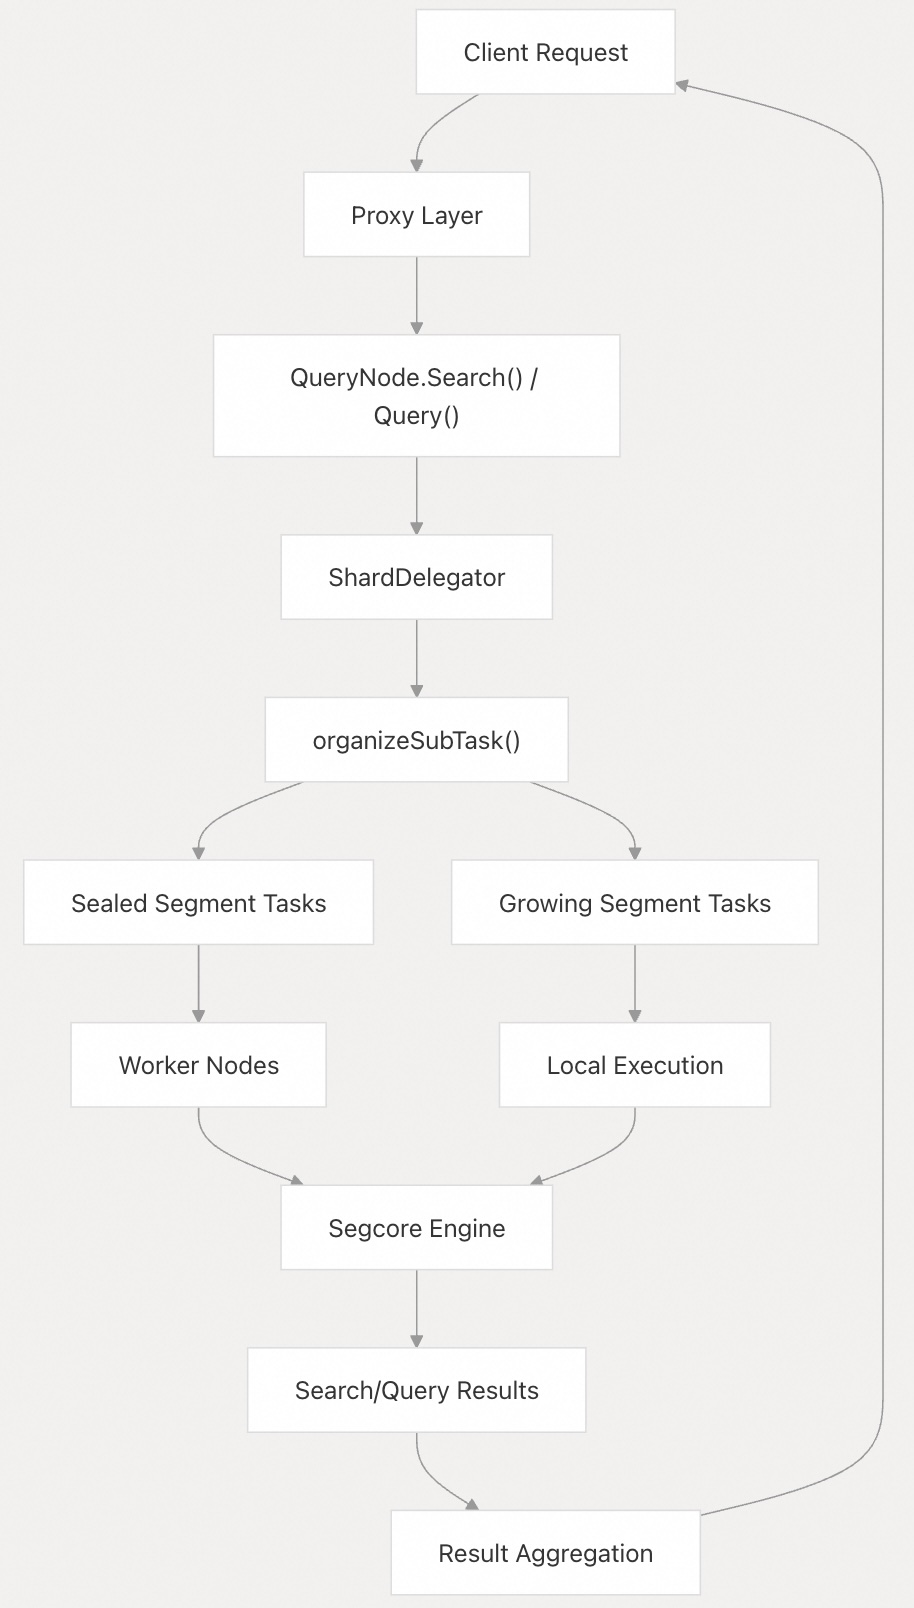 Client Request
Proxy Layer
QueryNode.Search() /
Query()
ShardDelegator
organizeSubTask()
Sealed Segment Tasks
Growing Segment Tasks
Worker Nodes
Local Execution
Segcore Engine
Search/Query Results
Result Aggregation